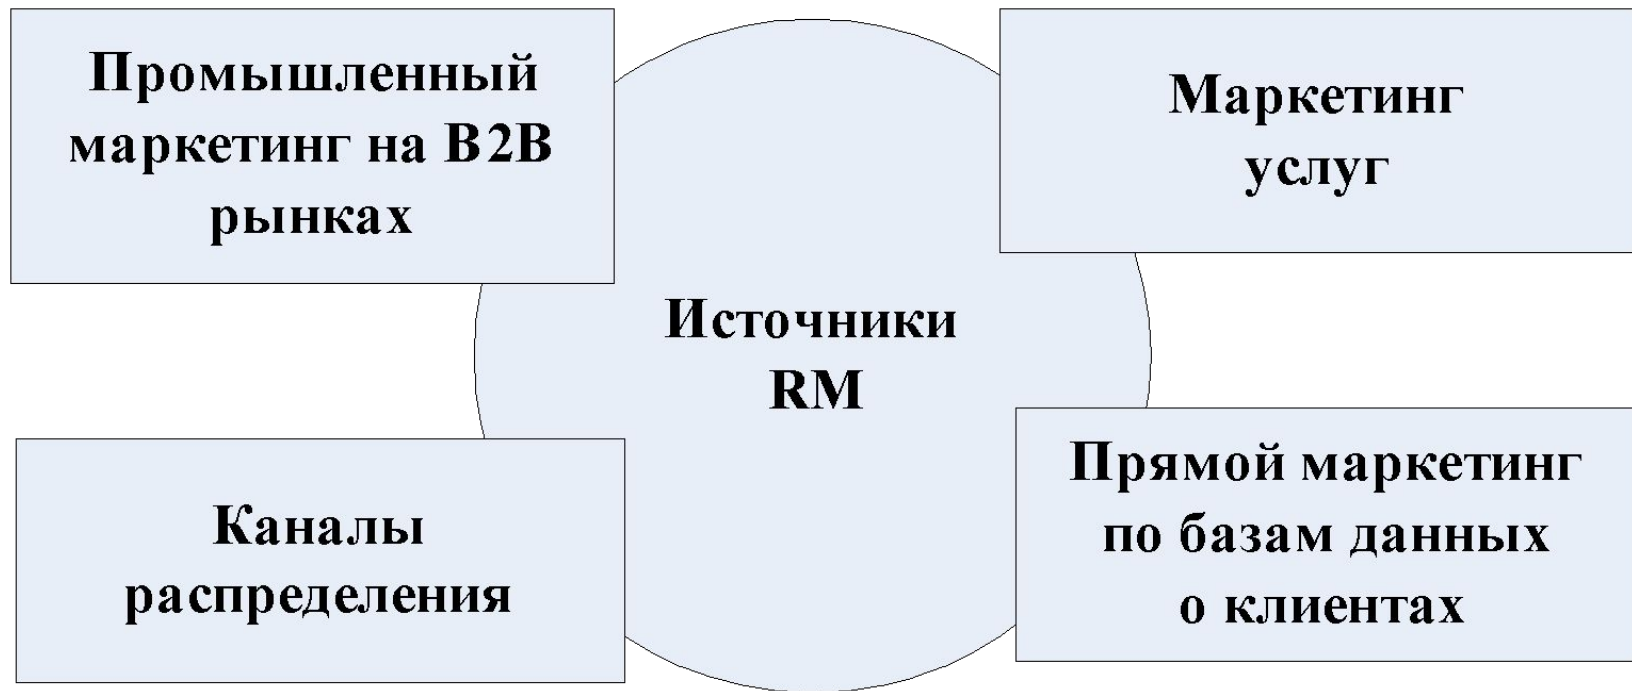 Промышленный
маркетинг на B2B
рынках
Маркетинг
услуг
Источники
RM
Каналы
распределения
Прямой маркетинг
по базам данных
о клиентах